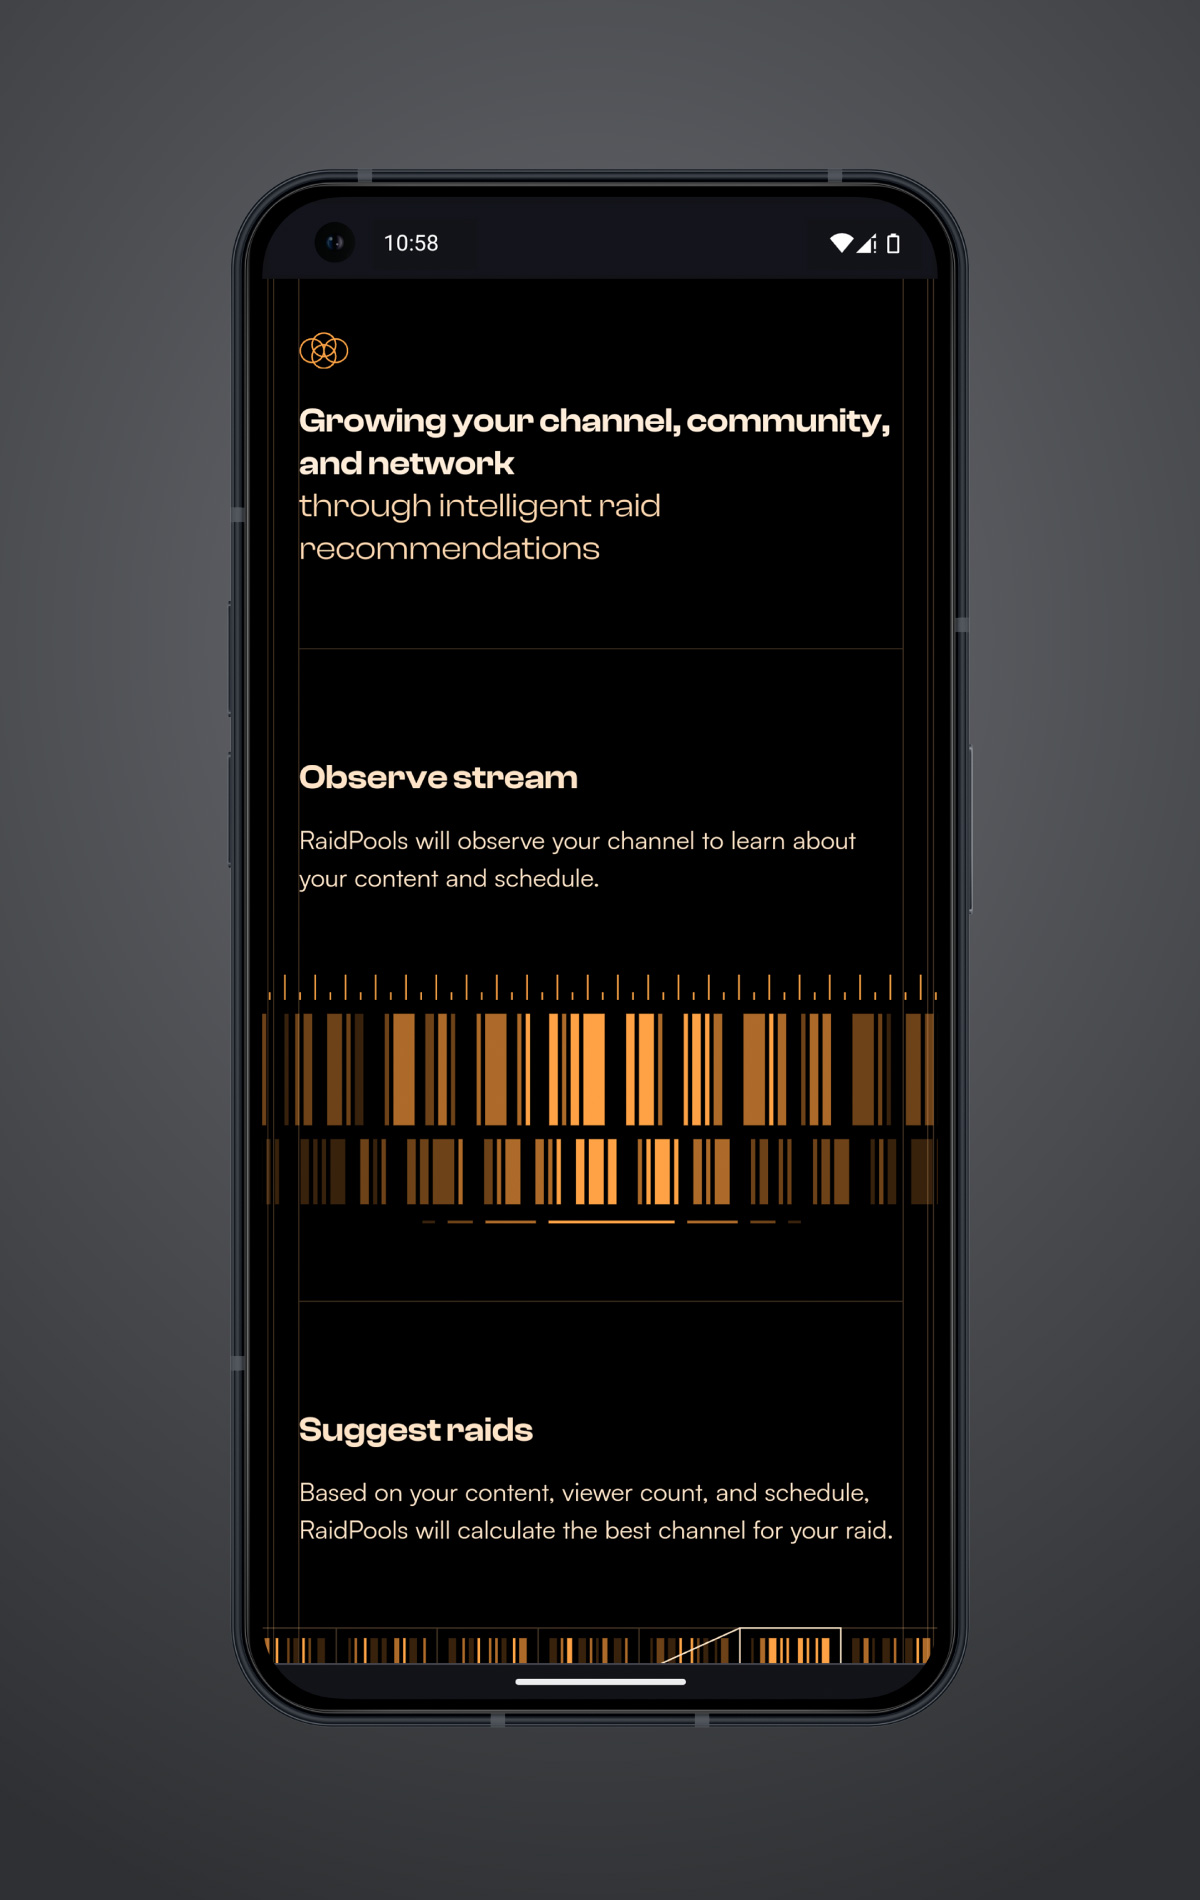 10:58
Growing your channel, community,
and network
through intelligent raid
recommendations
Observe stream
RaidPools will observe your channel to learn about
your content and schedule.
Suggest raids
Based on your content, viewer count, and schedule,
RaidPools will calculate the best channel for your raid.